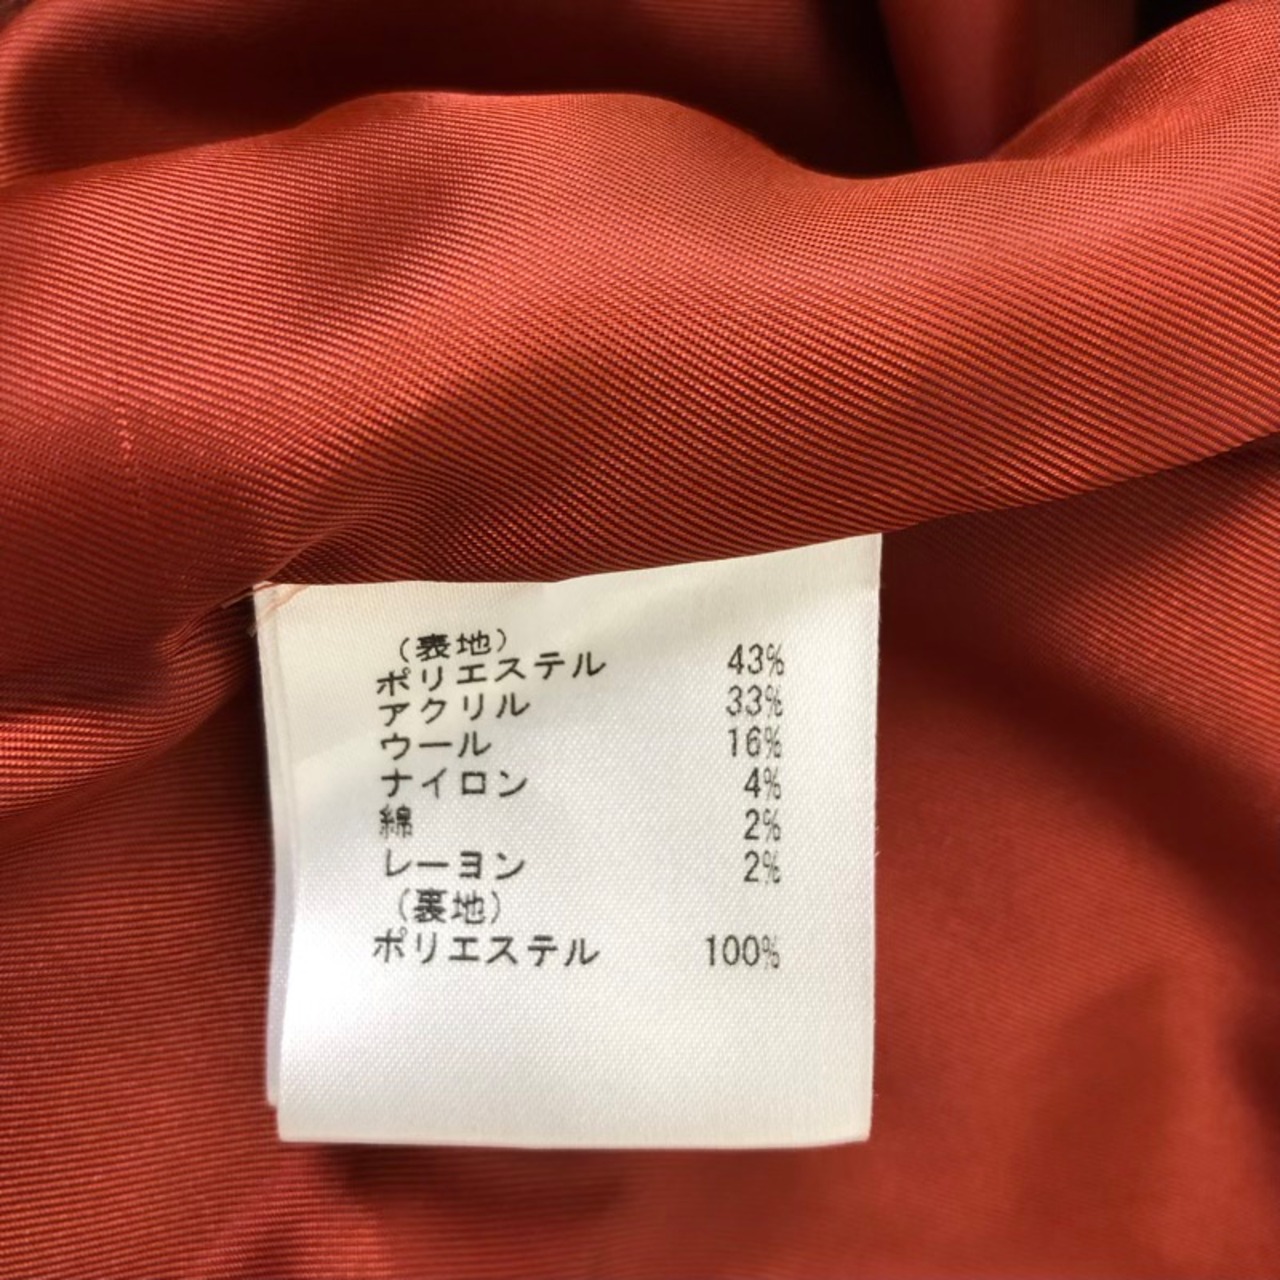 (表地)
ポリエステル 43%
アクリル 33%
ウール 16%
ナイロン 4%
綿 2%
レーヨン 2%
(裏地)
ポリエステル 100%